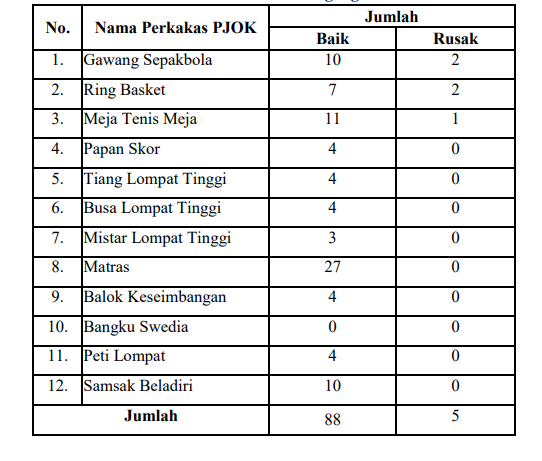 No. Nama Perkakas PJOK Jumlah
Baik Rusak
1. Gawang Sepakbola 10 2
2. Ring Basket 7 2
3. Meja Tenis Meja 11 1
4. Papan Skor 4 0
5. Tiang Lompat Tinggi 4 0
6. Busa Lompat Tinggi 4 0
7. Mistar Lompat Tinggi 3 0
8. Matras 27 0
9. Balok Keseimbangan 4 0
10. Bangku Swedia 0 0
11. Peti Lompat 4 0
12. Samsak Beladiri 10 0
Jumlah 88 5